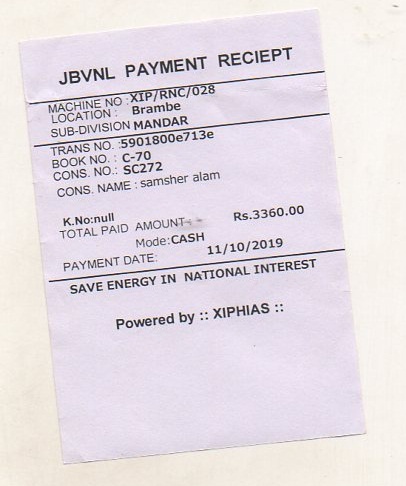 JBVNL PAYMENT RECIEPT
MACHINE NO :XIP/RNC/028
LOCATION : Brambe
SUB-DIVISION MANDAR
TRANS NO. :5901800e713e
BOOK NO. : C-70
CONS. NO.: SC272
CONS. NAME : samsher alam
K.No:null
TOTAL PAID AMOUNT Rs.3360.00
Mode:CASH
PAYMENT DATE: 11/10/2019
SAVE ENERGY IN NATIONAL INTEREST
Powered by :: XIPHIAS ::